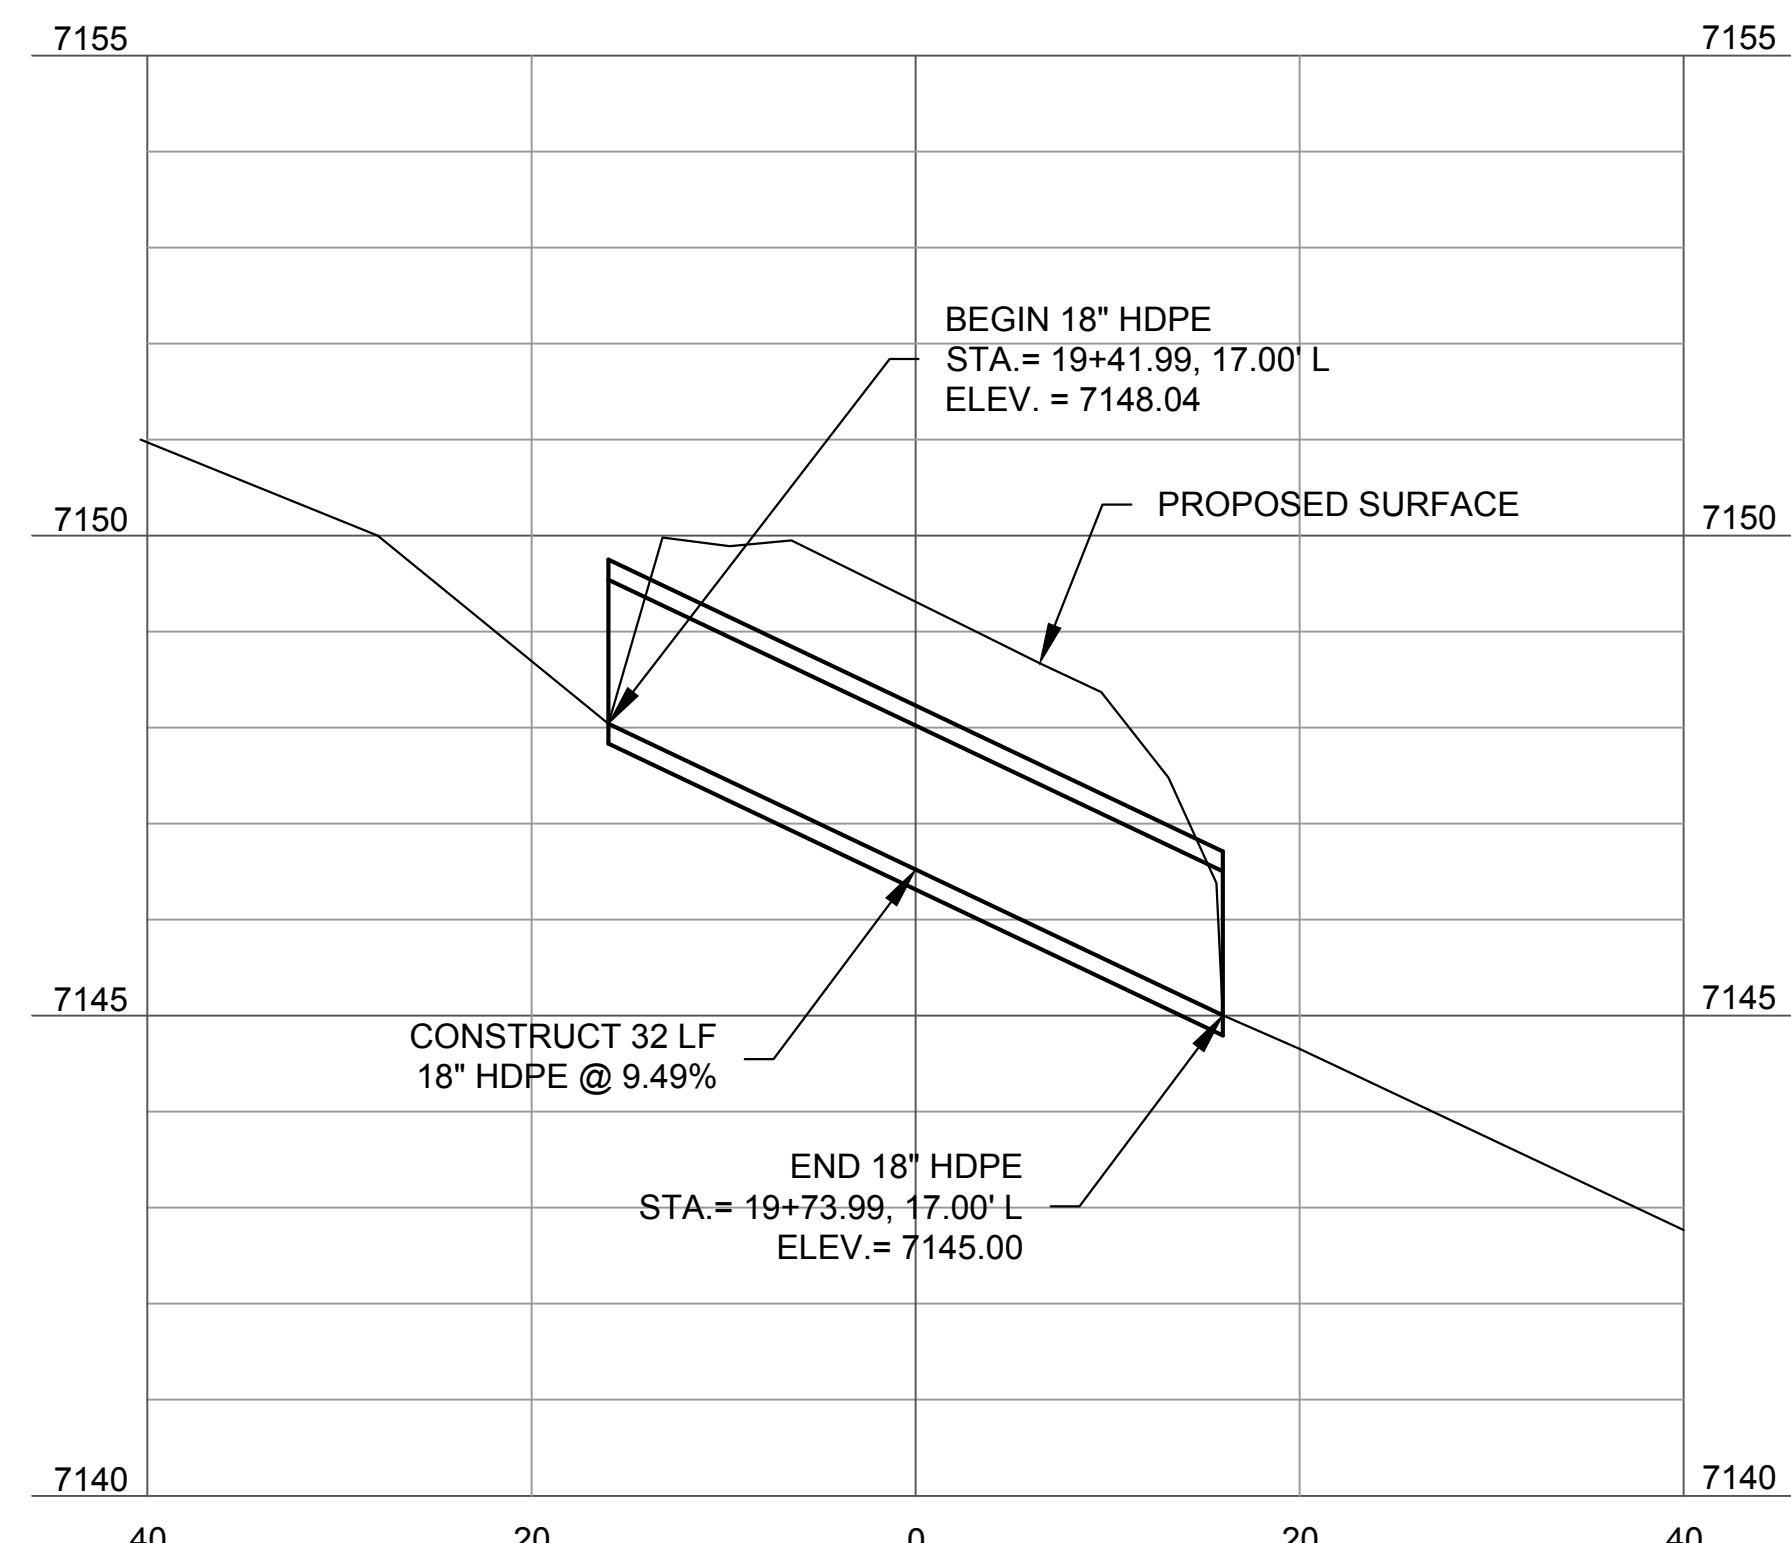 7155 7155
BEGIN 18" HDPE
STA.= 19+41.99, 17.00' L
ELEV. = 7148.04
PROPOSED SURFACE
7150 7150
7145 7145
CONSTRUCT 32 LF
18" HDPE @ 9.49%
END 18" HDPE
STA.= 19+73.99, 17.00' L
ELEV.= 7145.00
7140 7140
40 20 0 20 40